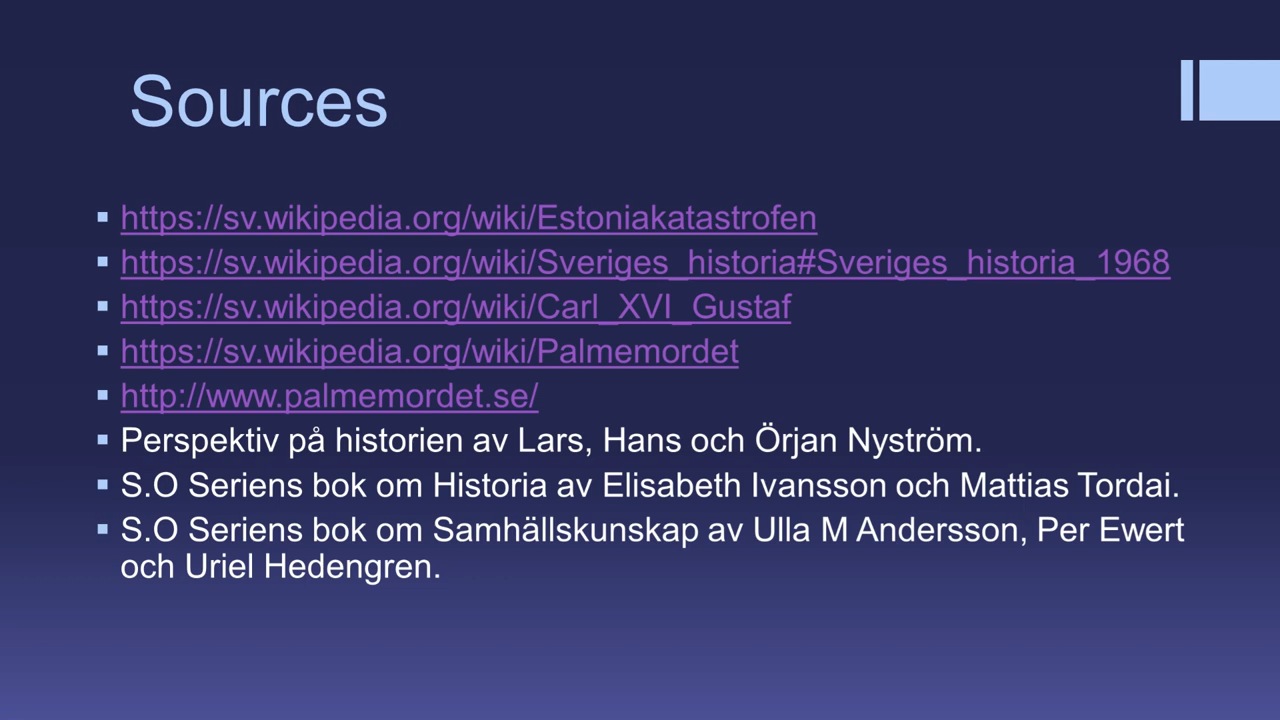 Sources
https://sv.wikipedia.org/wiki/Estoniakatastrofen
https://sv.wikipedia.org/wiki/Sveriges_historia#Sveriges_historia_1968
https://sv.wikipedia.org/wiki/Carl_XVI_Gustaf
https://sv.wikipedia.org/wiki/Palmemordet
http://www.palmemordet.se/
Perspektiv på historien av Lars, Hans och Örjan Nyström.
S.O Seriens bok om Historia av Elisabeth Ivansson och Mattias Tordai.
S.O Seriens bok om Samhällskunskap av Ulla M Andersson, Per Ewert
och Uriel Hedengren.